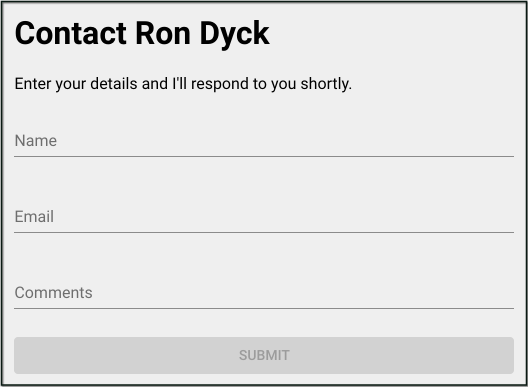 Contact Ron Dyck
Enter your details and I'll respond to you shortly.
Name
Email
Comments
SUBMIT